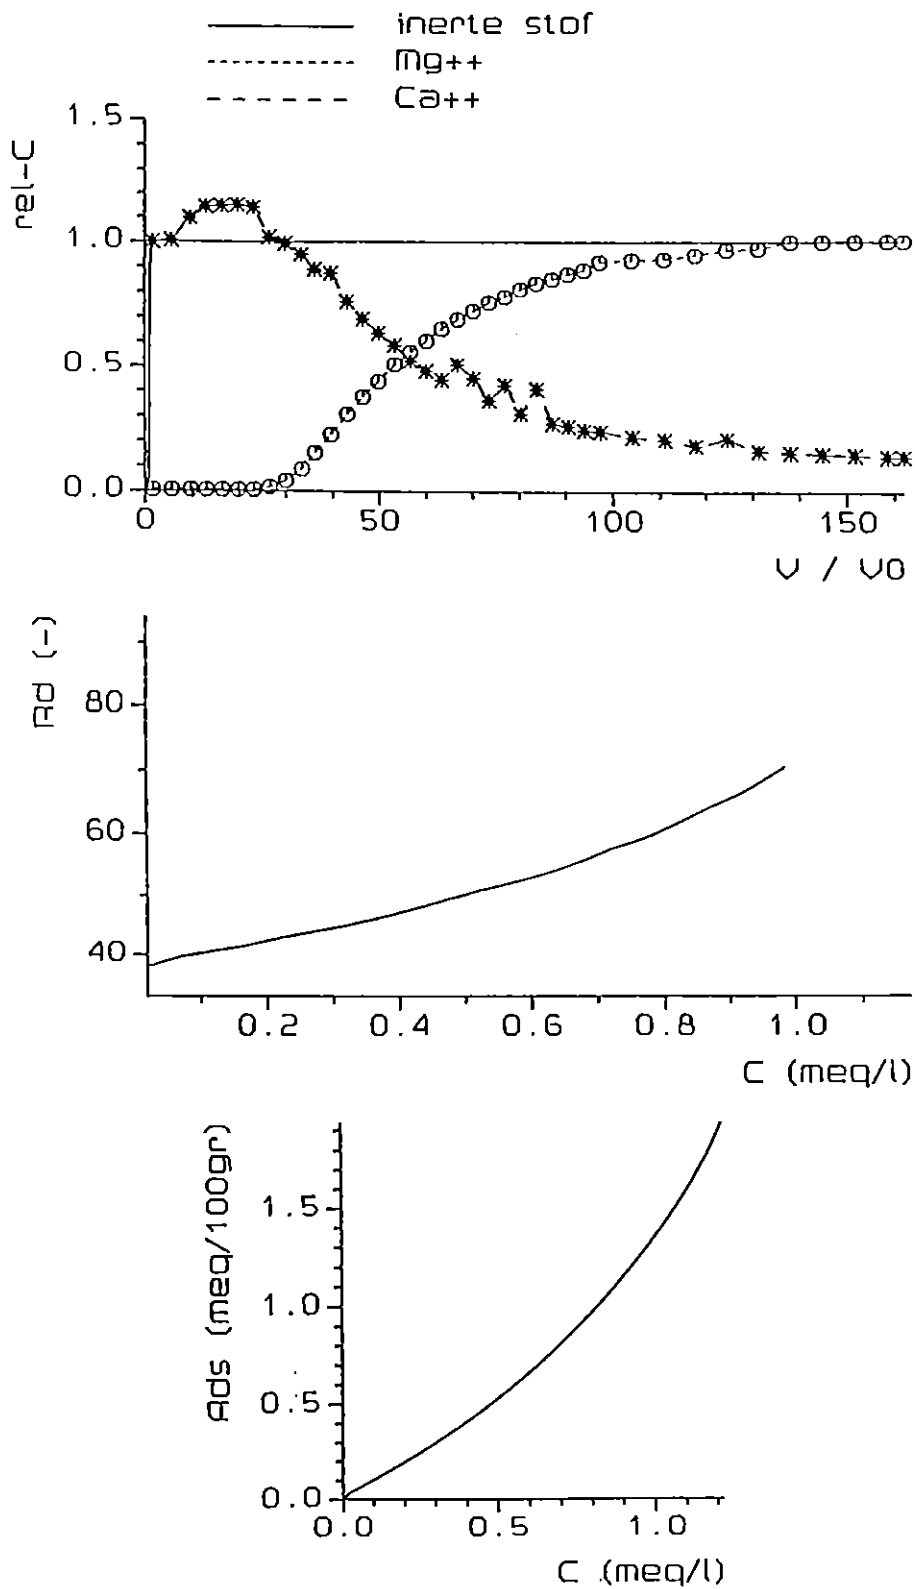 inerte stof
Mg++
Ca++
rel-C
1.5
1.0
0.5
0.0
0 50 100 150
V / V0
Rd (-)
80
60
40
0.2 0.4 0.6 0.8 1.0
C (meq/l)
Ads (meq/100gr)
1.5
1.0
0.5
0.0
0.0 0.5 1.0
C (meq/l)